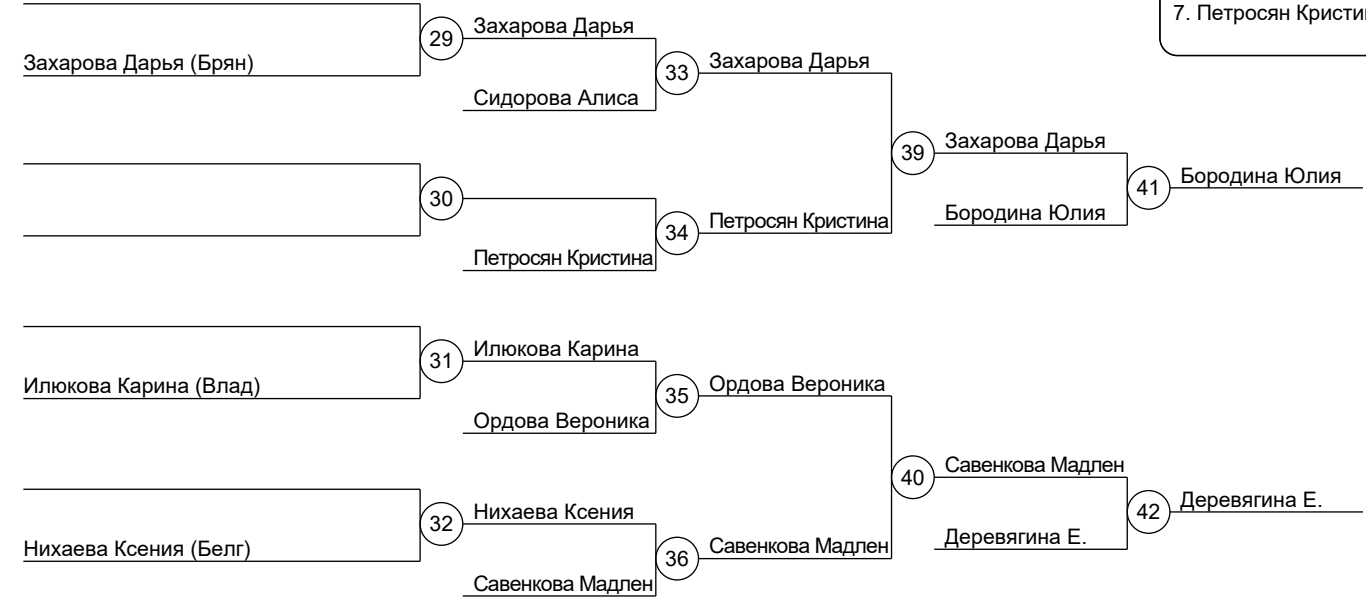 7. Петросян
29
Захарова Дарья
Захарова Дарья (Брян)
33
Захарова Дарья
Сидорова Алиса
39
Захарова Дарья
30
41
Бородина Юлия
34
Петросян Кристина
Бородина Юлия
Петросян Кристина
31
Илюкова Карина
Илюкова Карина (Влад)
35
Ордова Вероника
Ордова Вероника
40
Савенкова Мадлен
32
Нихаева Ксения
42
Деревягина Е.
Нихаева Ксения (Белг)
36
Савенкова Мадлен
Деревягина Е.
Савенкова Мадлен